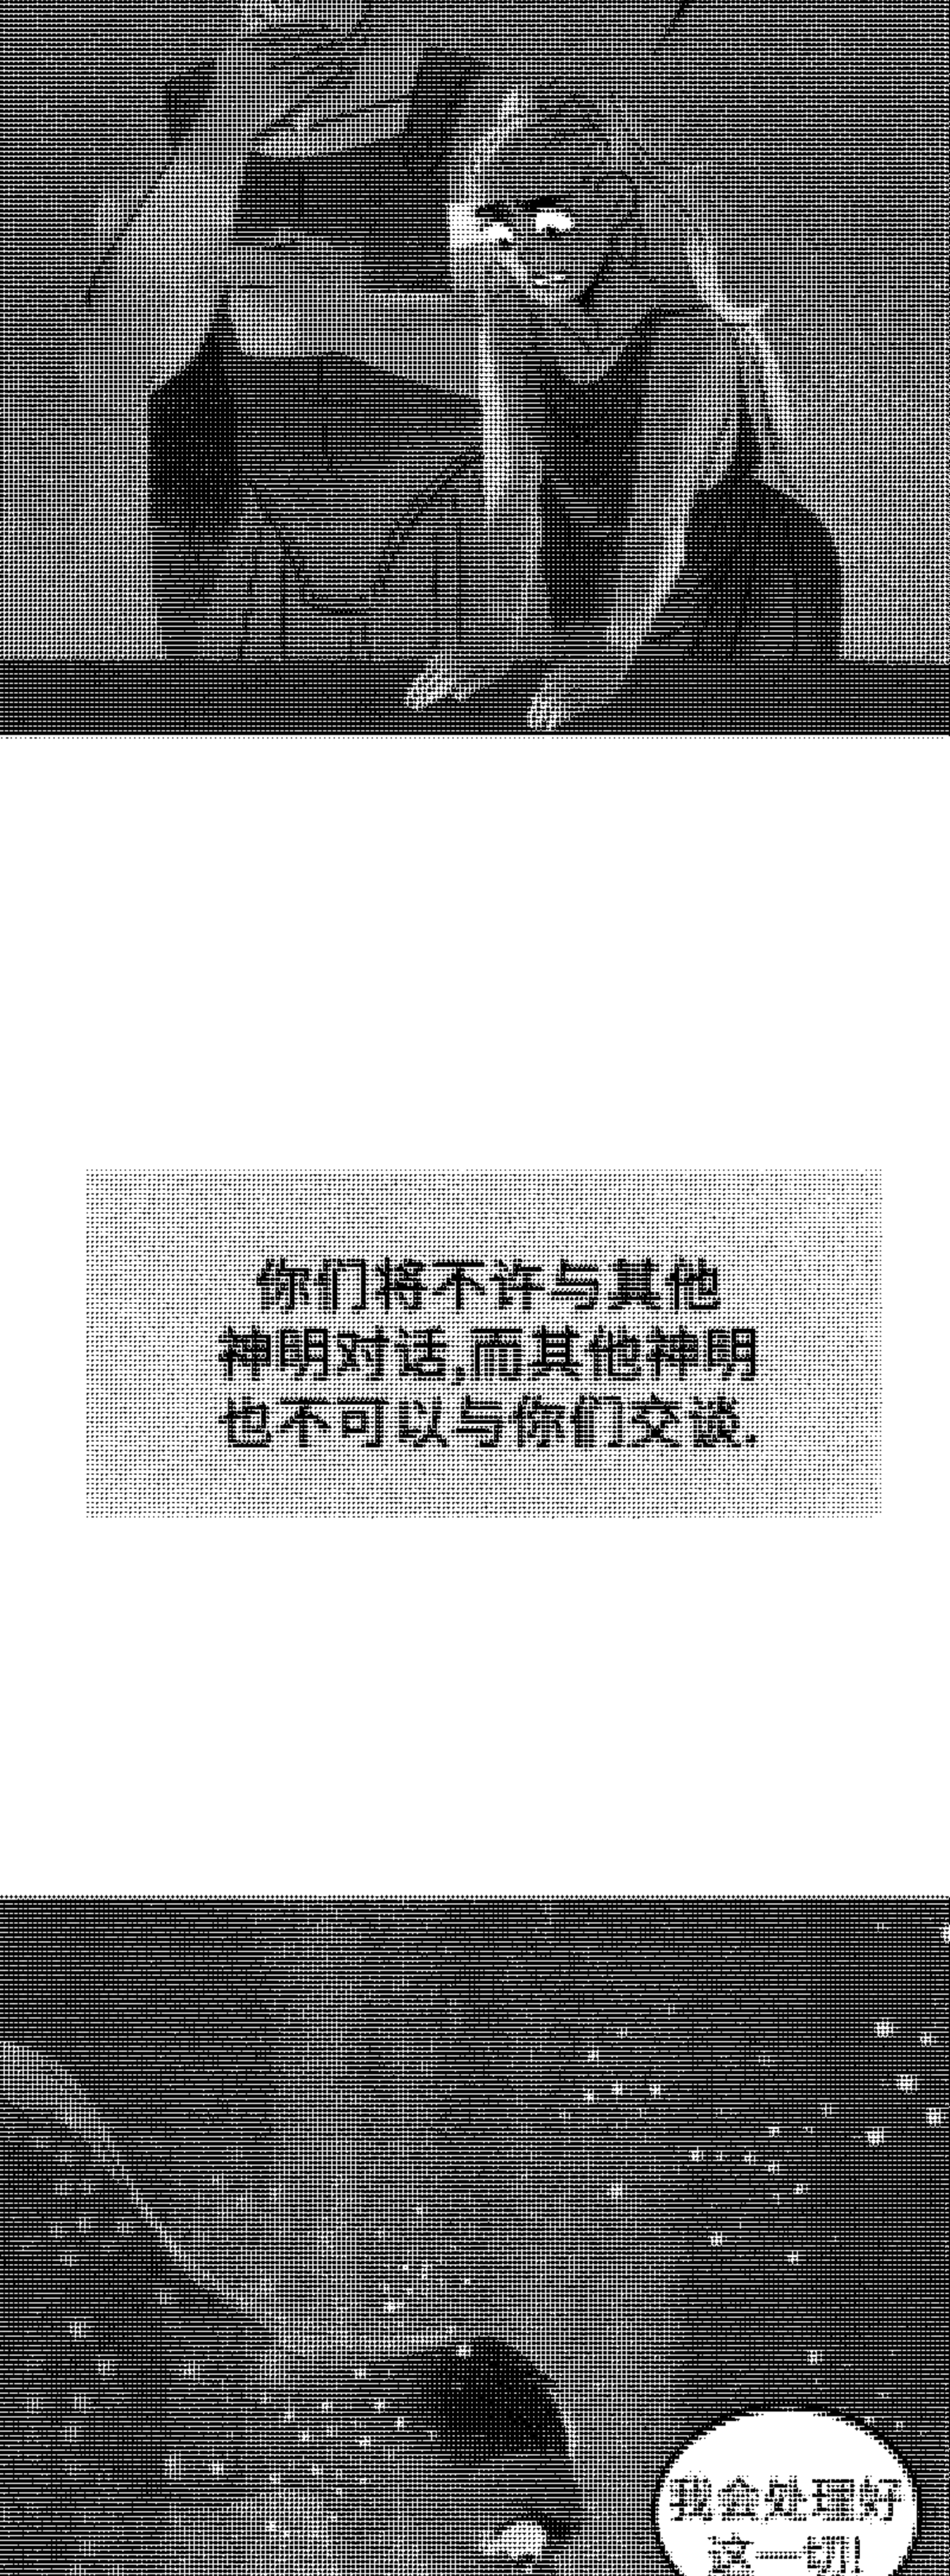 你们将不许与其他
神明对话,而其他神明
也不可以与你们交谈.
我会处理好
这一切!